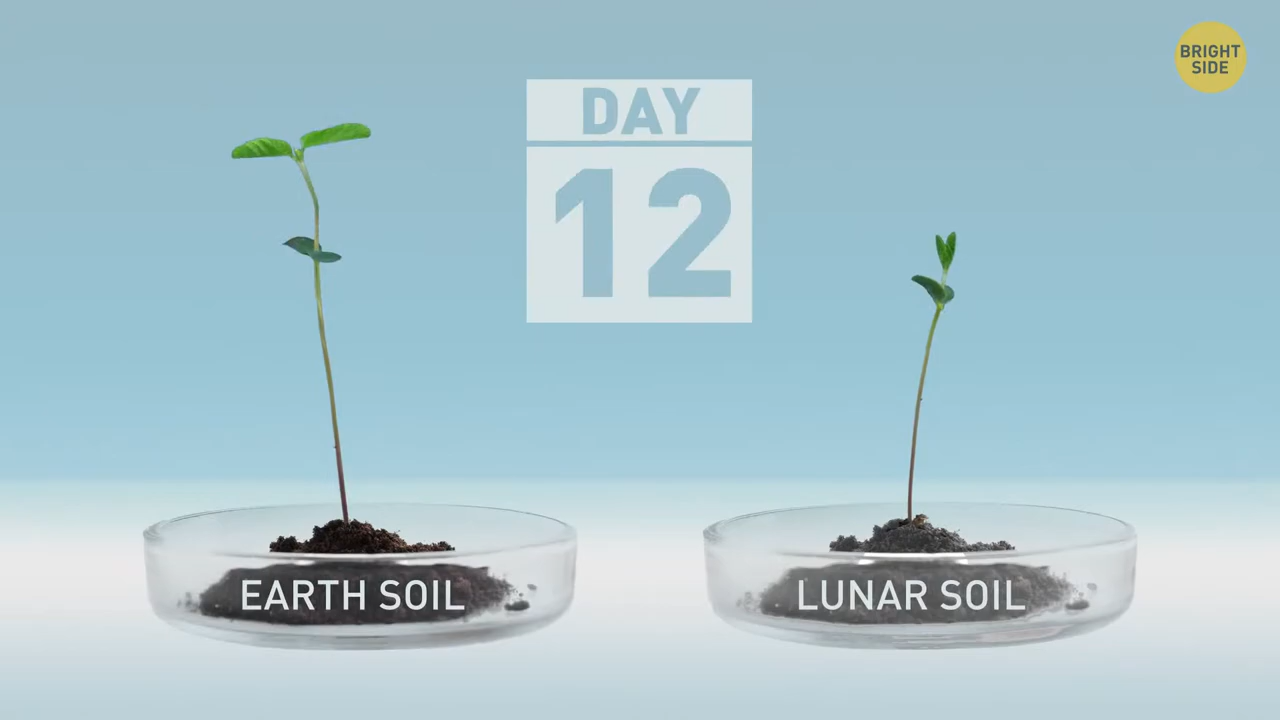 BRIGHT
SIDE
DAY
12
EARTH SOIL
LUNAR SOIL